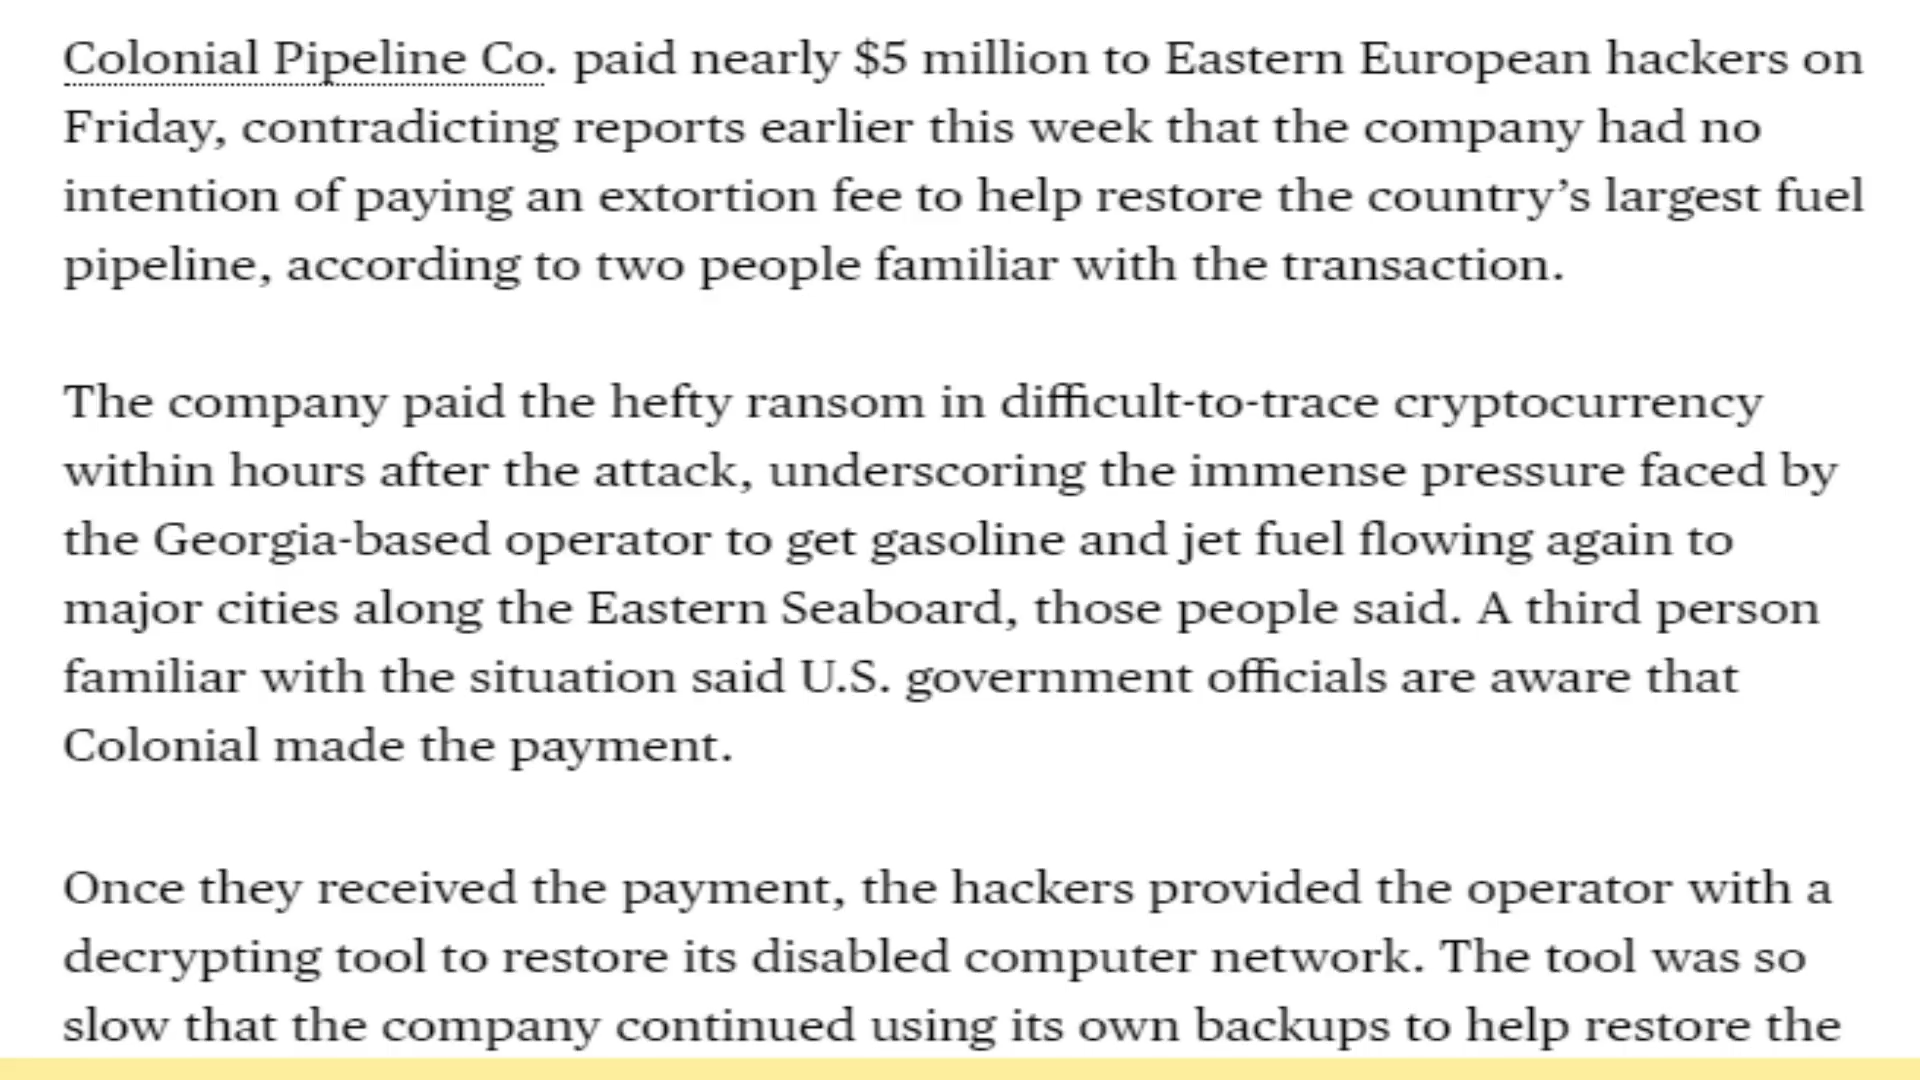 Colonial Pipeline Co. paid nearly $5 million to Eastern European hackers on
Friday, contradicting reports earlier this week that the company had no
intention of paying an extortion fee to help restore the country’s largest fuel
pipeline, according to two people familiar with the transaction.
The company paid the hefty ransom in difficult-to-trace cryptocurrency
within hours after the attack, underscoring the immense pressure faced by
the Georgia-based operator to get gasoline and jet fuel flowing again to
major cities along the Eastern Seaboard, those people said. A third person
familiar with the situation said U.S. government officials are aware that
Colonial made the payment.
Once they received the payment, the hackers provided the operator with a
decrypting tool to restore its disabled computer network. The tool was so
slow that the company continued using its own backups to help restore the